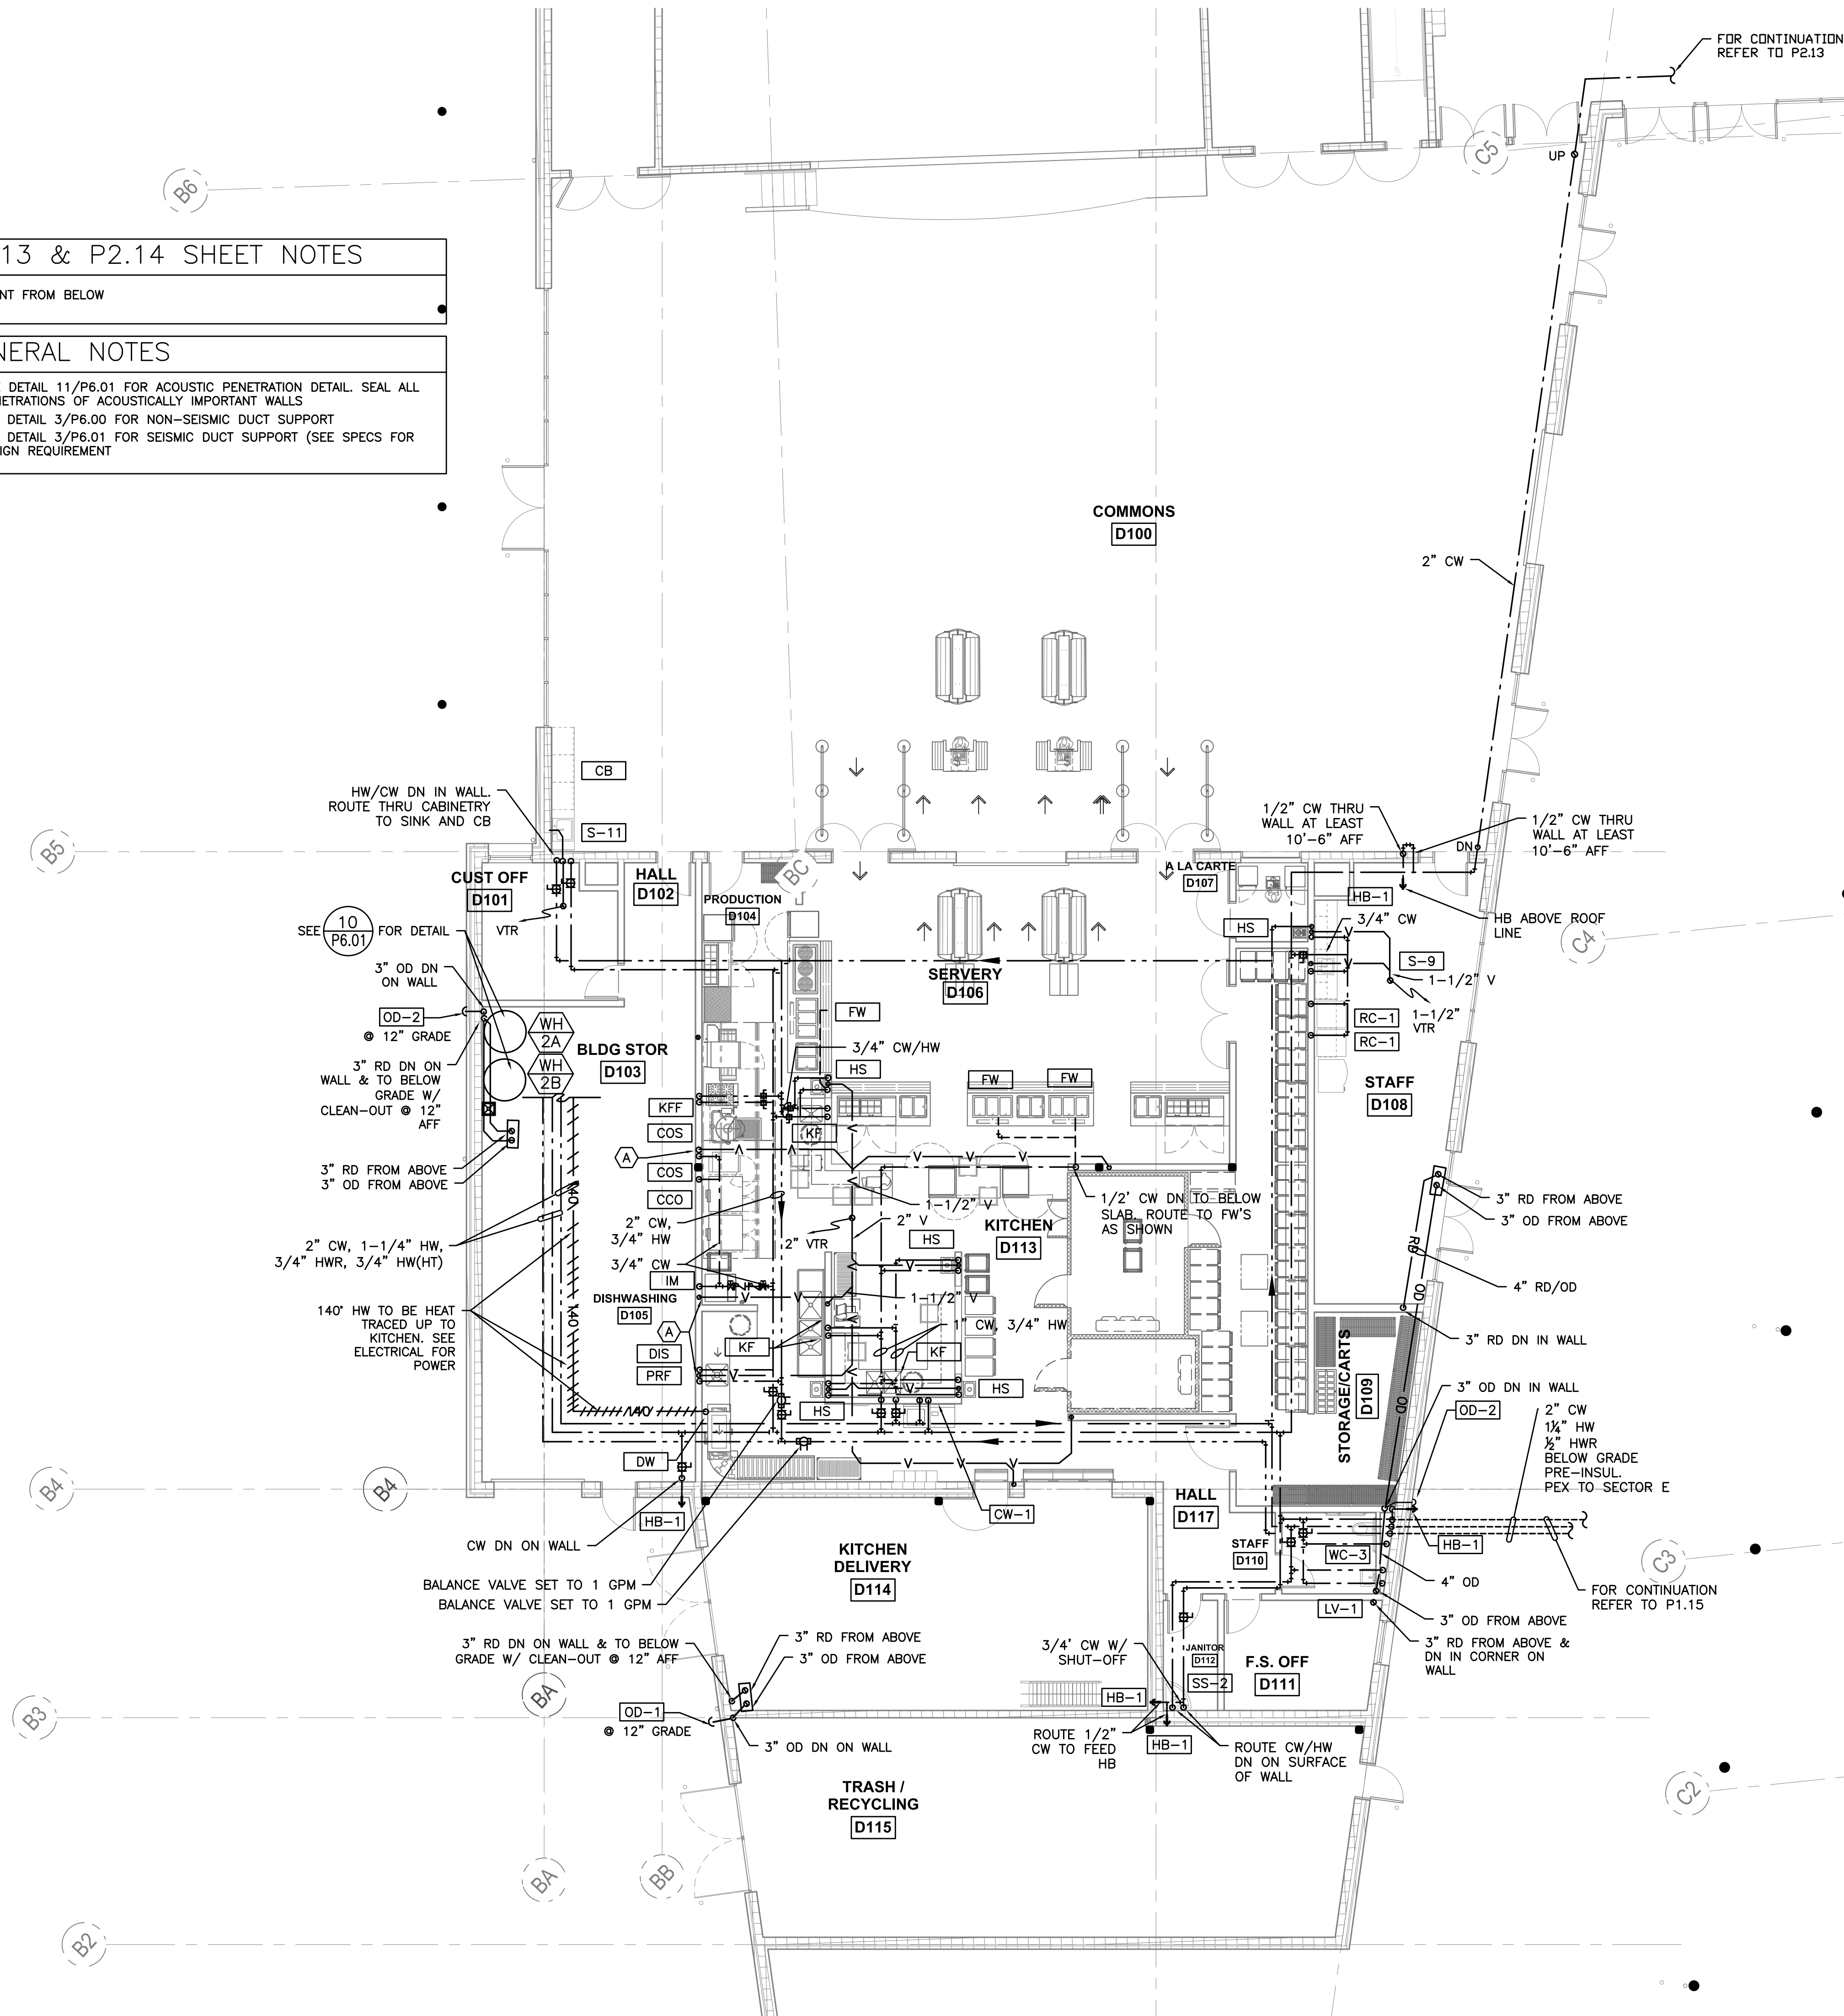 FOR CONTINUATION
REFER TO P2.13
UP
C5
B6
13 & P2.14 SHEET NOTES
NT FROM BELOW
NERAL NOTES
DETAIL 11/P6.01 FOR ACOUSTIC PENETRATION DETAIL. SEAL ALL
NETRATIONS OF ACOUSTICALLY IMPORTANT WALLS
DETAIL 3/P6.00 FOR NON-SEISMIC DUCT SUPPORT
DETAIL 3/P6.01 FOR SEISMIC DUCT SUPPORT (SEE SPECS FOR
IGN REQUIREMENT
COMMONS
D100
2" CW
CB
HW/CW DN IN WALL.
ROUTE THRU CABINETRY
TO SINK AND CB
S-11
1/2" CW THRU
WALL AT LEAST
10'-6" AFF
1/2" CW THRU
WALL AT LEAST
10'-6" AFF
DN
B5
BC
CUST OFF
D101
HALL
D102
PRODUCTION
D104
A LA CARTE
D107
HB-1
HB ABOVE ROOF
LINE
C4
SEE
10
P6.01
FOR DETAIL
VTR
HS
3/4" CW
S-9
1-1/2" V
1-1/2"
VTR
3" OD DN
ON WALL
SERVERY
D106
OD-2
@ 12" GRADE
FW
RC-1
RC-1
WH
2A
WH
2B
BLDG STOR
D103
3/4" CW/HW
HS
FW
FW
STAFF
D108
3" RD DN ON
WALL & TO BELOW
GRADE W/
CLEAN-OUT @ 12"
AFF
KFF
COS
KF
A
COS
CCO
3" RD FROM ABOVE
3" OD FROM ABOVE
V
V
V
V
V
140
1-1/2" V
1/2' CW DN TO BELOW
SLAB. ROUTE TO FW'S
AS SHOWN
3" RD FROM ABOVE
3" OD FROM ABOVE
2" CW,
3/4" HW
2" VTR
2" V
KITCHEN
D113
HS
RD
2" CW, 1-1/4" HW,
3/4" HWR, 3/4" HW(HT)
3/4" CW
IM
4" RD/OD
OD
DISHWASHING
D105
1-1/2" V
140° HW TO BE HEAT
TRACED UP TO
KITCHEN. SEE
ELECTRICAL FOR
POWER
140
A
DIS
PRF
KF
1" CW, 3/4" HW
KF
3" RD DN IN WALL
STORAGE/CARTS
D109
OD
HS
HS
140
3" OD DN IN WALL
OD-2
2" CW
1¼" HW
½" HWR
BELOW GRADE
PRE-INSUL.
PEX TO SECTOR E
DW
V
V
V
B4
B4
HB-1
CW-1
HALL
D117
CW DN ON WALL
KITCHEN
DELIVERY
D114
STAFF
D110
WC-3
HB-1
C3
BALANCE VALVE SET TO 1 GPM
BALANCE VALVE SET TO 1 GPM
4" OD
FOR CONTINUATION
REFER TO P1.15
LV-1
3" OD FROM ABOVE
3" RD FROM ABOVE &
DN IN CORNER ON
WALL
3" RD DN ON WALL & TO BELOW
GRADE W/ CLEAN-OUT @ 12" AFF
3" RD FROM ABOVE
3" OD FROM ABOVE
3/4' CW W/
SHUT-OFF
JANITOR
D112
SS-2
F.S. OFF
D111
BA
HB-1
OD-1
@ 12" GRADE
B3
3" OD DN ON WALL
ROUTE 1/2"
CW TO FEED
HB
HB-1
ROUTE CW/HW
DN ON SURFACE
OF WALL
TRASH /
RECYCLING
D115
C2
BA
BB
B2